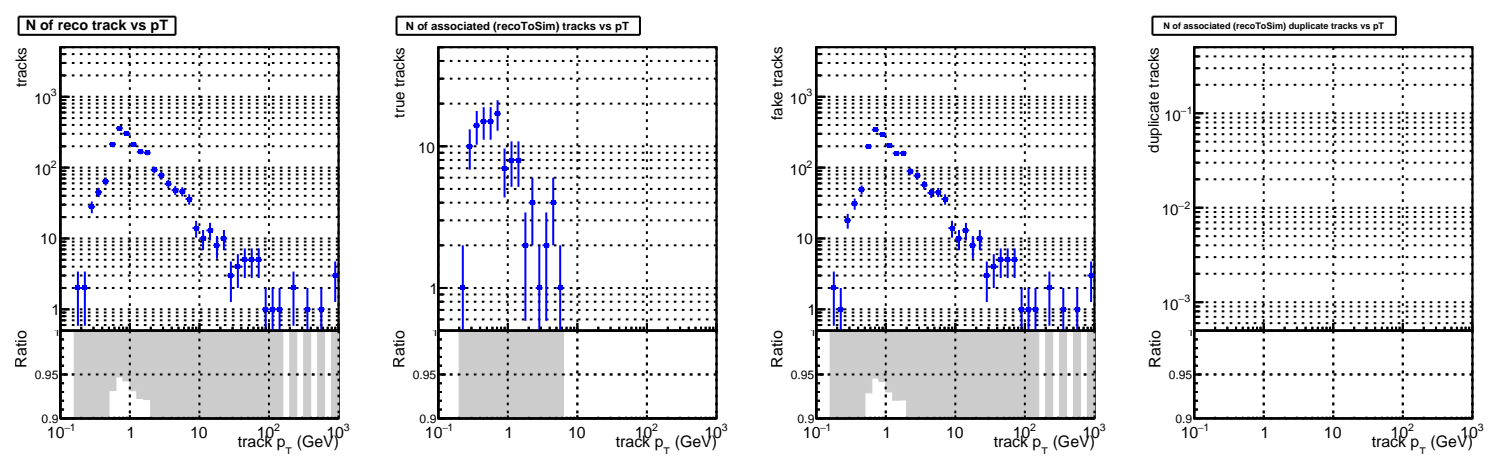 N of reco track vs pT
tracks
10³
10²
10
1
Ratio
1
0.95
0.9
10⁻¹ 1 10 10² 10³
track p_T (GeV)
N of associated (recoToSim) tracks vs pT
true tracks
10
1
Ratio
1
0.95
0.9
10⁻¹ 1 10 10² 10³
track p_T (GeV)
fake tracks
10³
10²
10
1
Ratio
1
0.95
0.9
10⁻¹ 1 10 10² 10³
track p_T (GeV)
N of associated (recoToSim) duplicate tracks vs pT
duplicate tracks
10⁻¹
10⁻²
10⁻³
Ratio
1
0.95
0.9
10⁻¹ 1 10 10² 10³
track p_T (GeV)